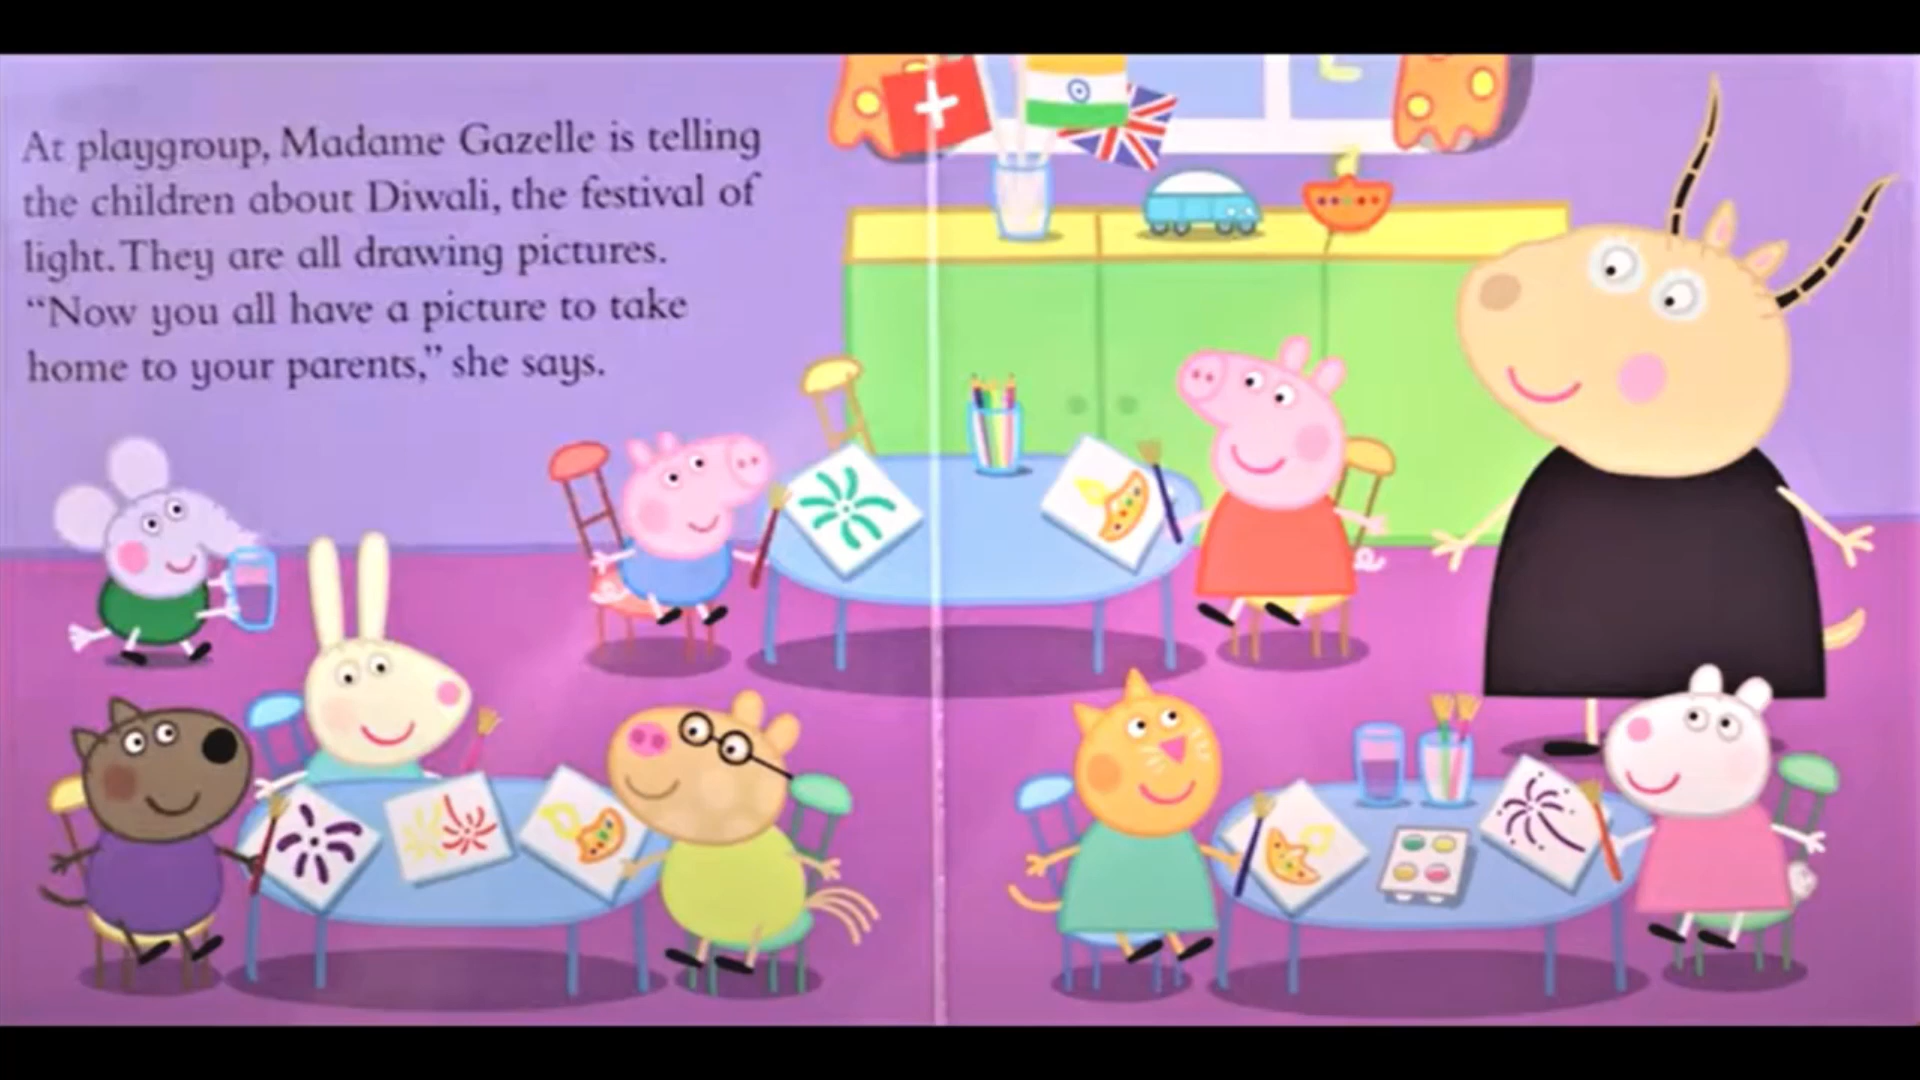 At playgroup, Madame Gazelle is telling
the children about Diwali, the festival of
light. They are all drawing pictures.
“Now you all have a picture to take
home to your parents,” she says.